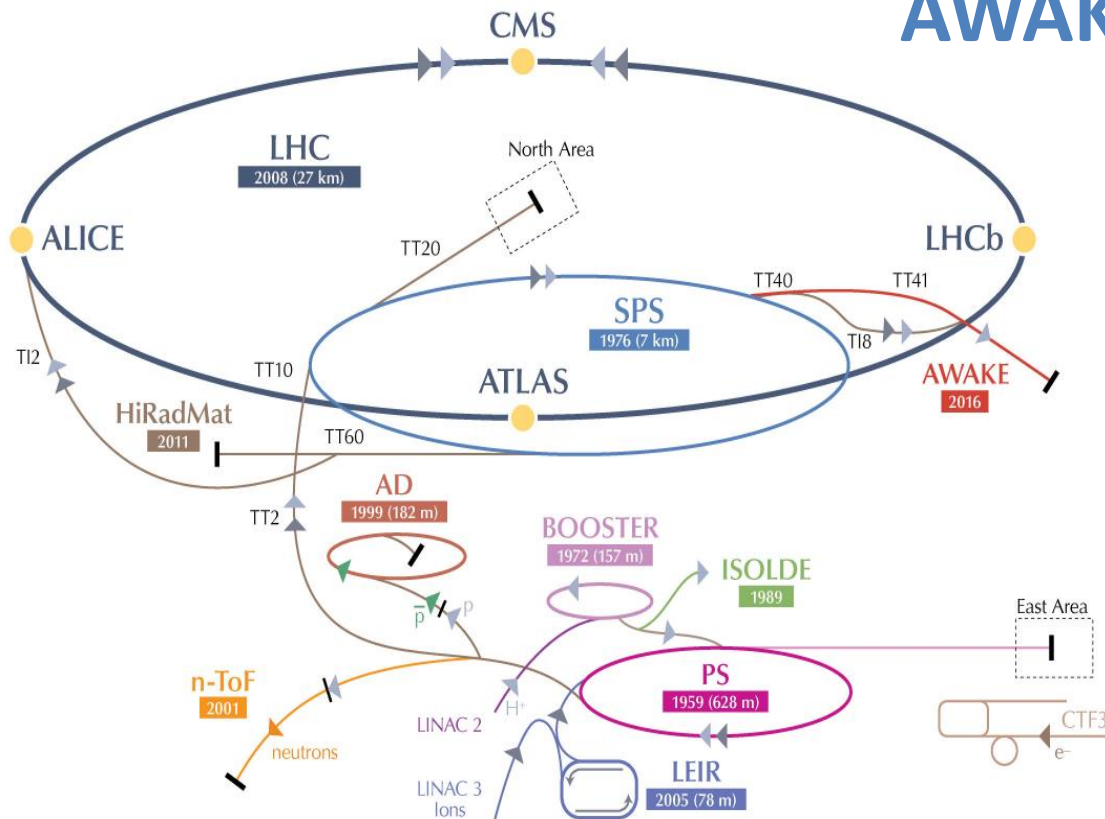 AWAK
CMS
LHC
2008 (27 km)
North Area
ALICE
TT20
LHCb
TT40
TT41
SPS
1976 (7 km)
TI2
TT10
TI8
ATLAS
AWAKE
2016
HiRadMat
2011
TT60
AD
1999 (182 m)
TT2
BOOSTER
1972 (157 m)
ISOLDE
1989
p̅
p
East Area
n-ToF
2001
PS
1959 (628 m)
H⁺
LINAC 2
neutrons
CTF3
e⁻
LEIR
2005 (78 m)
LINAC 3
Ions